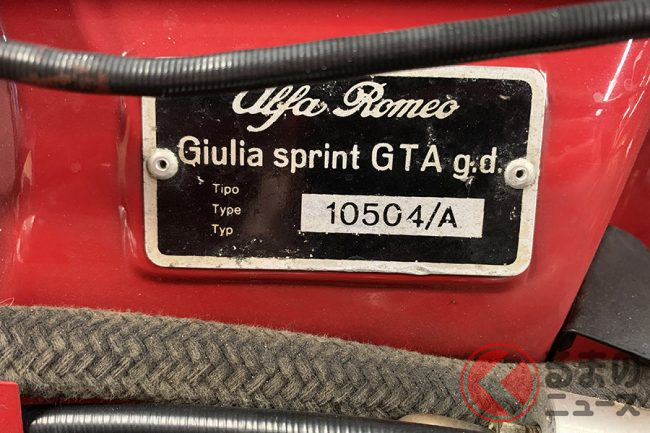 Alfa Romeo
Giulia sprint GTA g.d.
Tipo
Type 10504/A
Typ
くるまの
ニュース